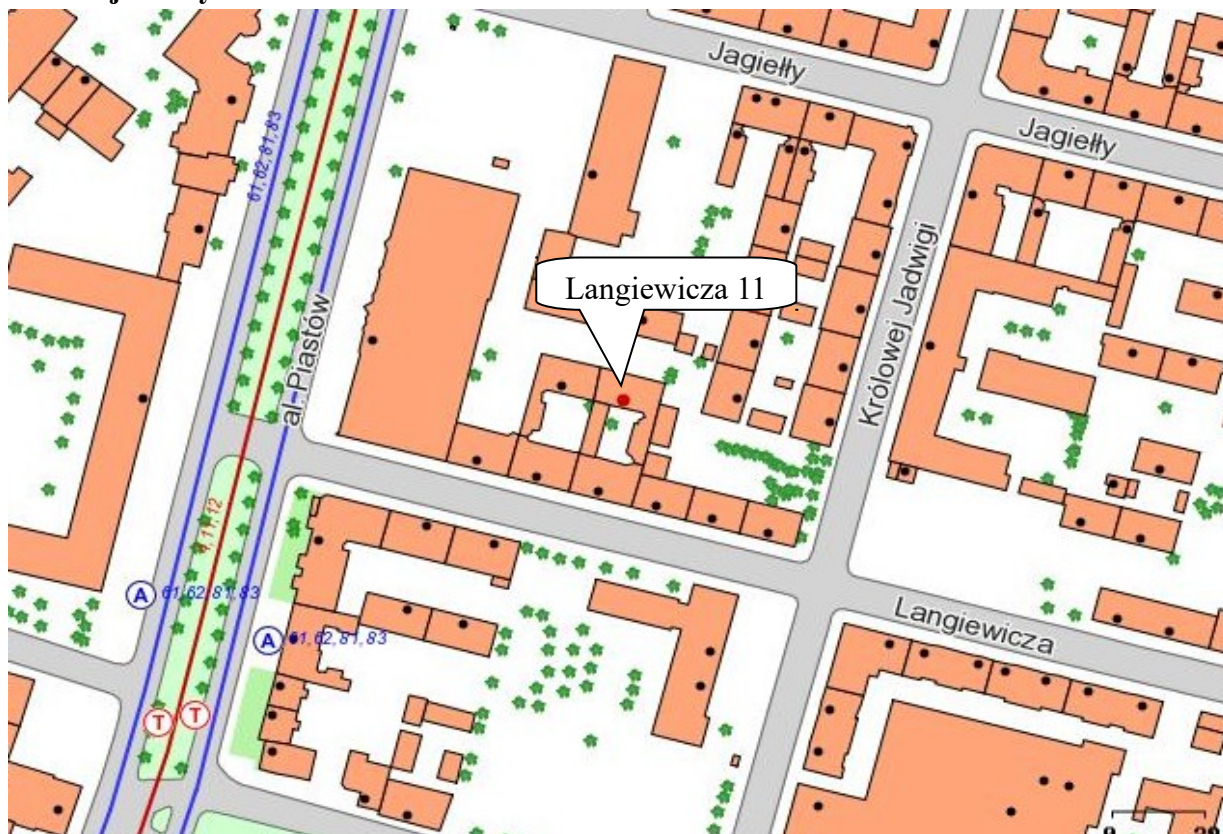 Jagiełły
Jagiełły
61,62,81,83
Langiewicza 11
al. Piastów
Królowej Jadwigi
11,12
A 61,62,81,83
A 61,62,81,83
Langiewicza
T T